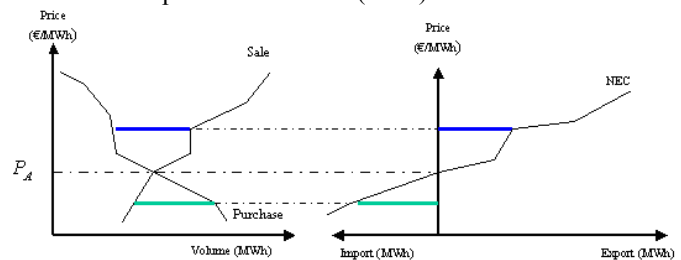 Price
(€/MWh)
Sale
Price
(€/MWh)
NEC
P_A
Purchase
Volume (MWh)
Import (MWh)
Export (MWh)